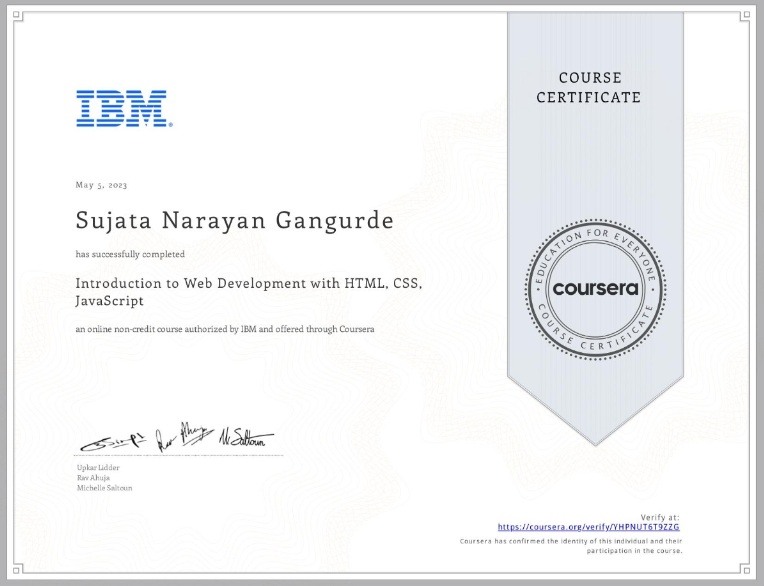 IBM®
COURSE
CERTIFICATE
May 5, 2023
Sujata Narayan Gangurde
has successfully completed
Introduction to Web Development with HTML, CSS,
JavaScript
an online non-credit course authorized by IBM and offered through Coursera
EDUCATION FOR EVERYONE
coursera
COURSE CERTIFICATE
Upkar Lidder
Rav Ahuja
Michelle Saltoun
Verify at:
https://coursera.org/verify/YHPNUT6T9ZZG
Coursera has confirmed the identity of this individual and their
participation in the course.